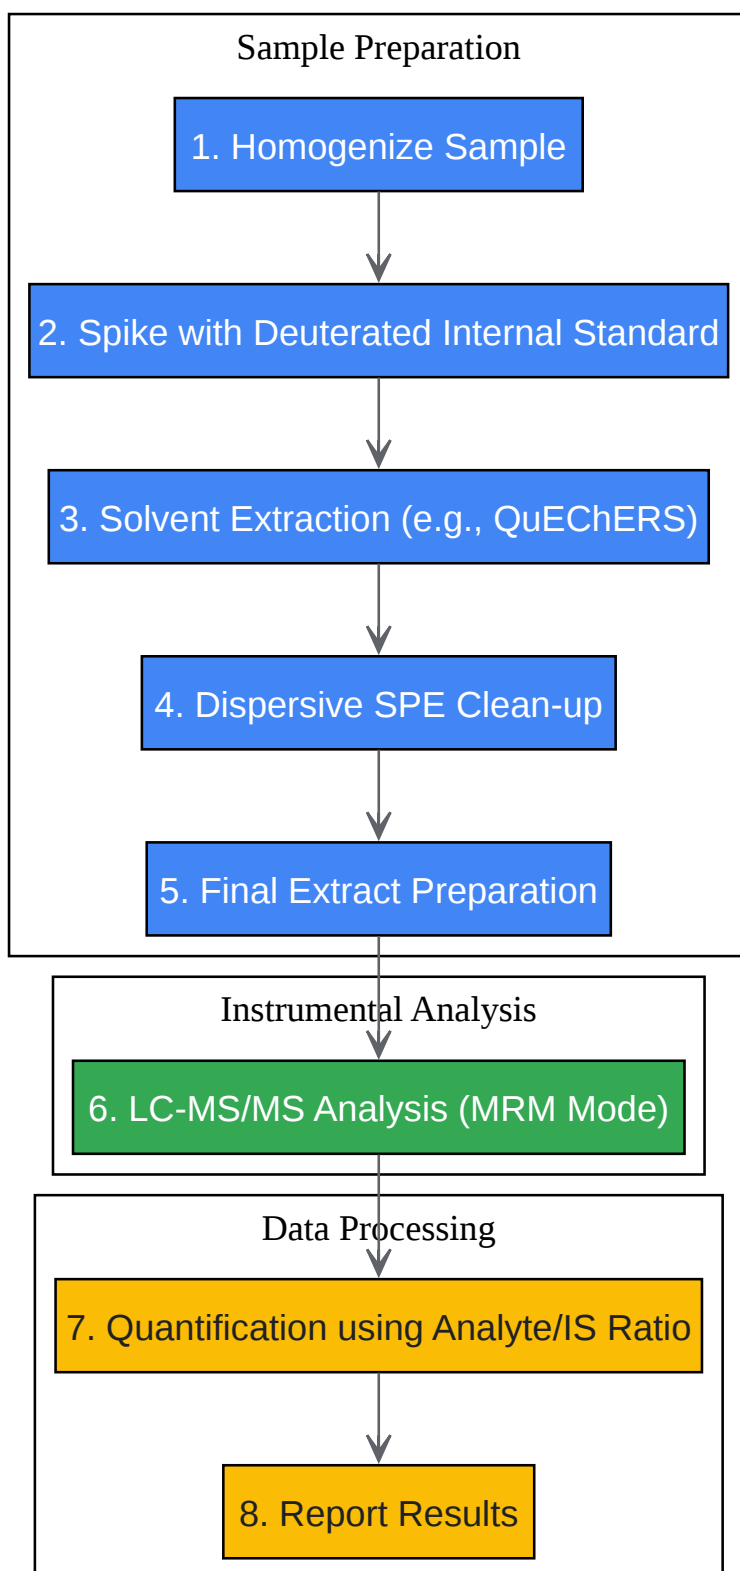 Sample Preparation
1. Homogenize Sample
2. Spike with Deuterated Internal Standard
3. Solvent Extraction (e.g., QuEChERS)
4. Dispersive SPE Clean-up
5. Final Extract Preparation
Instrumental Analysis
6. LC-MS/MS Analysis (MRM Mode)
Data Processing
7. Quantification using Analyte/IS Ratio
8. Report Results